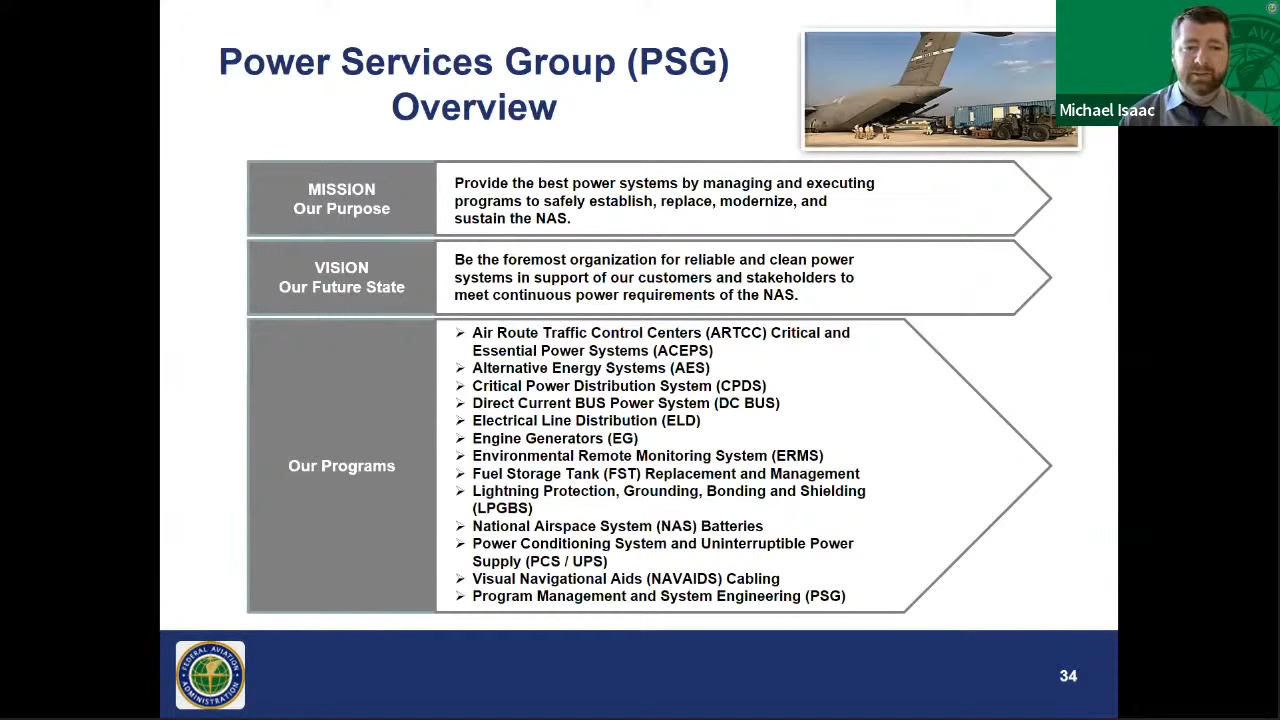 Power Services Group (PSG)
Overview
Michael Isaac
MISSION
Our Purpose
Provide the best power systems by managing and executing
programs to safely establish, replace, modernize, and
sustain the NAS.
VISION
Our Future State
Be the foremost organization for reliable and clean power
systems in support of our customers and stakeholders to
meet continuous power requirements of the NAS.
Our Programs
Air Route Traffic Control Centers (ARTCC) Critical and
Essential Power Systems (ACEPS)
Alternative Energy Systems (AES)
Critical Power Distribution System (CPDS)
Direct Current BUS Power System (DC BUS)
Electrical Line Distribution (ELD)
Engine Generators (EG)
Environmental Remote Monitoring System (ERMS)
Fuel Storage Tank (FST) Replacement and Management
Lightning Protection, Grounding, Bonding and Shielding
(LPGBS)
National Airspace System (NAS) Batteries
Power Conditioning System and Uninterruptible Power
Supply (PCS / UPS)
Visual Navigational Aids (NAVAIDS) Cabling
Program Management and System Engineering (PSG)
FEDERAL AVIATION
ADMINISTRATION
34